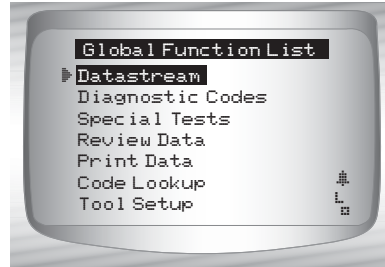 Global Function List
Datastream
Diagnostic Codes
Special Tests
Review Data
Print Data
Code Lookup
Tool Setup
L